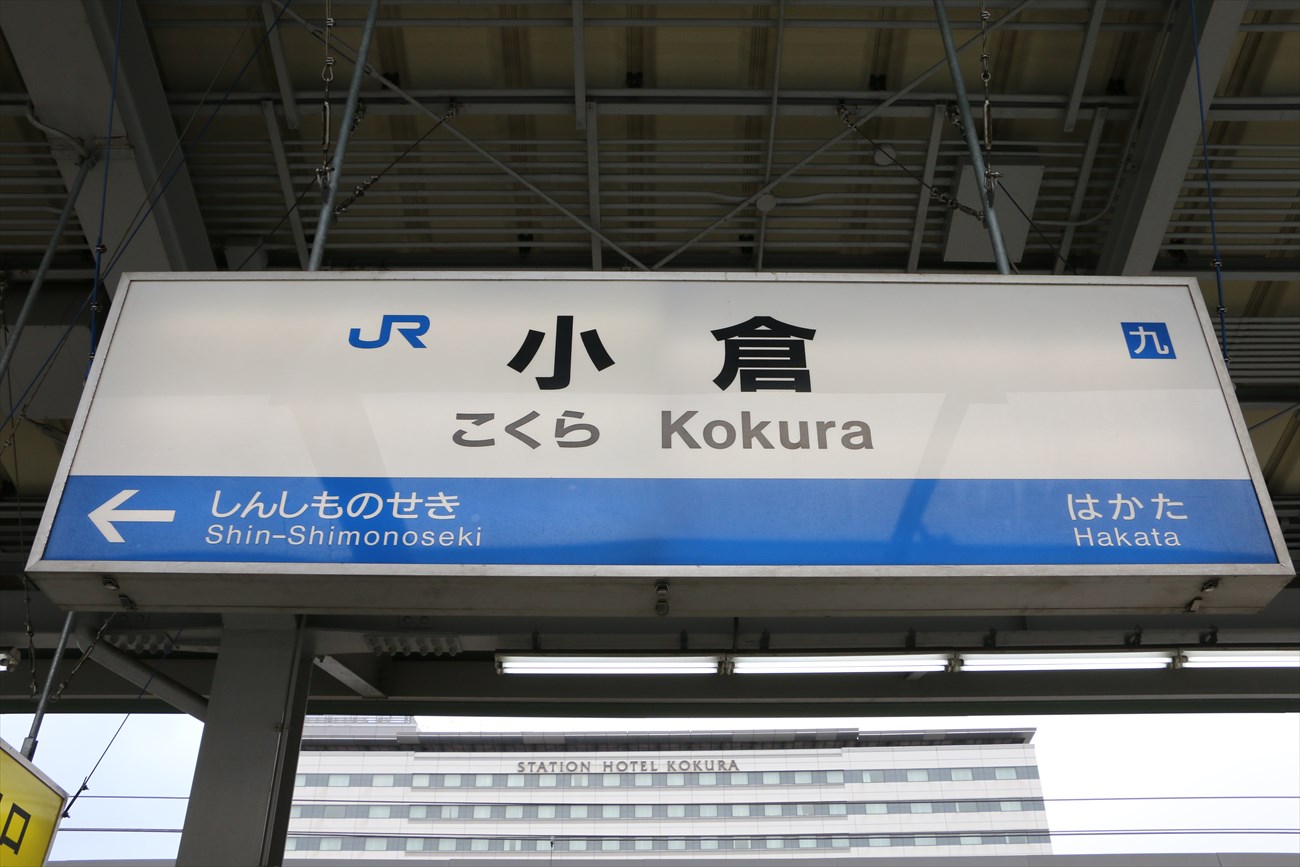 JR 小倉 九
こくら Kokura
しんしものせき はかた
Shin-Shimonoseki Hakata
STATION HOTEL KOKURA